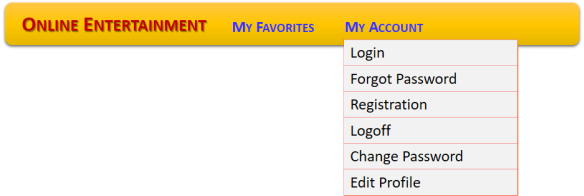 Online Entertainment My Favorites My Account
Login
Forgot Password
Registration
Logoff
Change Password
Edit Profile